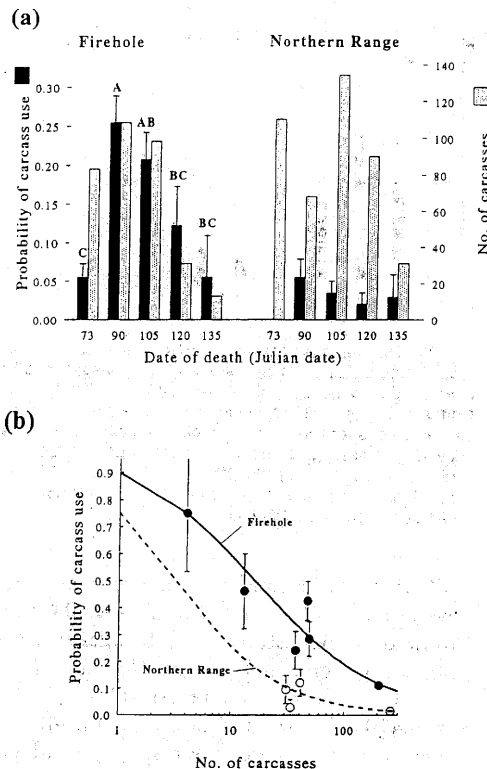 (a)
Firehole
Northern Range
Probability of carcass use
0.30
0.25
0.20
0.15
0.10
0.05
0.00
C
A
AB
BC
BC
140
120
100
80
60
40
20
0
No. of carcasses
73 90 105 120 135
73 90 105 120 135
Date of death (Julian date)
(b)
Probability of carcass use
0.9
0.8
0.7
0.6
0.5
0.4
0.3
0.2
0.1
0.0
Firehole
Northern Range
1 10 100
No. of carcasses